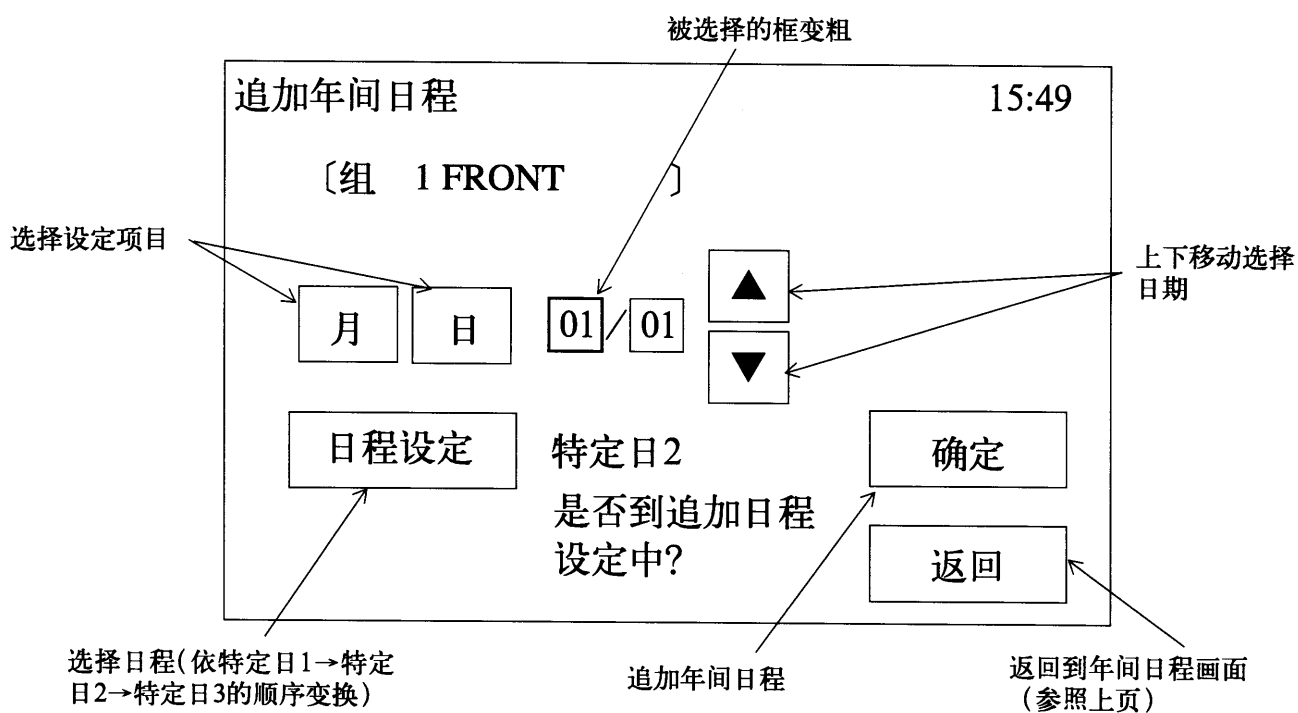 被选择的框变粗
追加年间日程 15:49
〔组 1 FRONT 〕
选择设定项目
上下移动选择
日期
月 日 01/01 ▲
▼
日程设定 特定日2 确定
是否到追加日程
设定中?
返回
选择日程(依特定日1→特定
日2→特定日3的顺序变换)
追加年间日程
返回到年间日程画面
(参照上页)